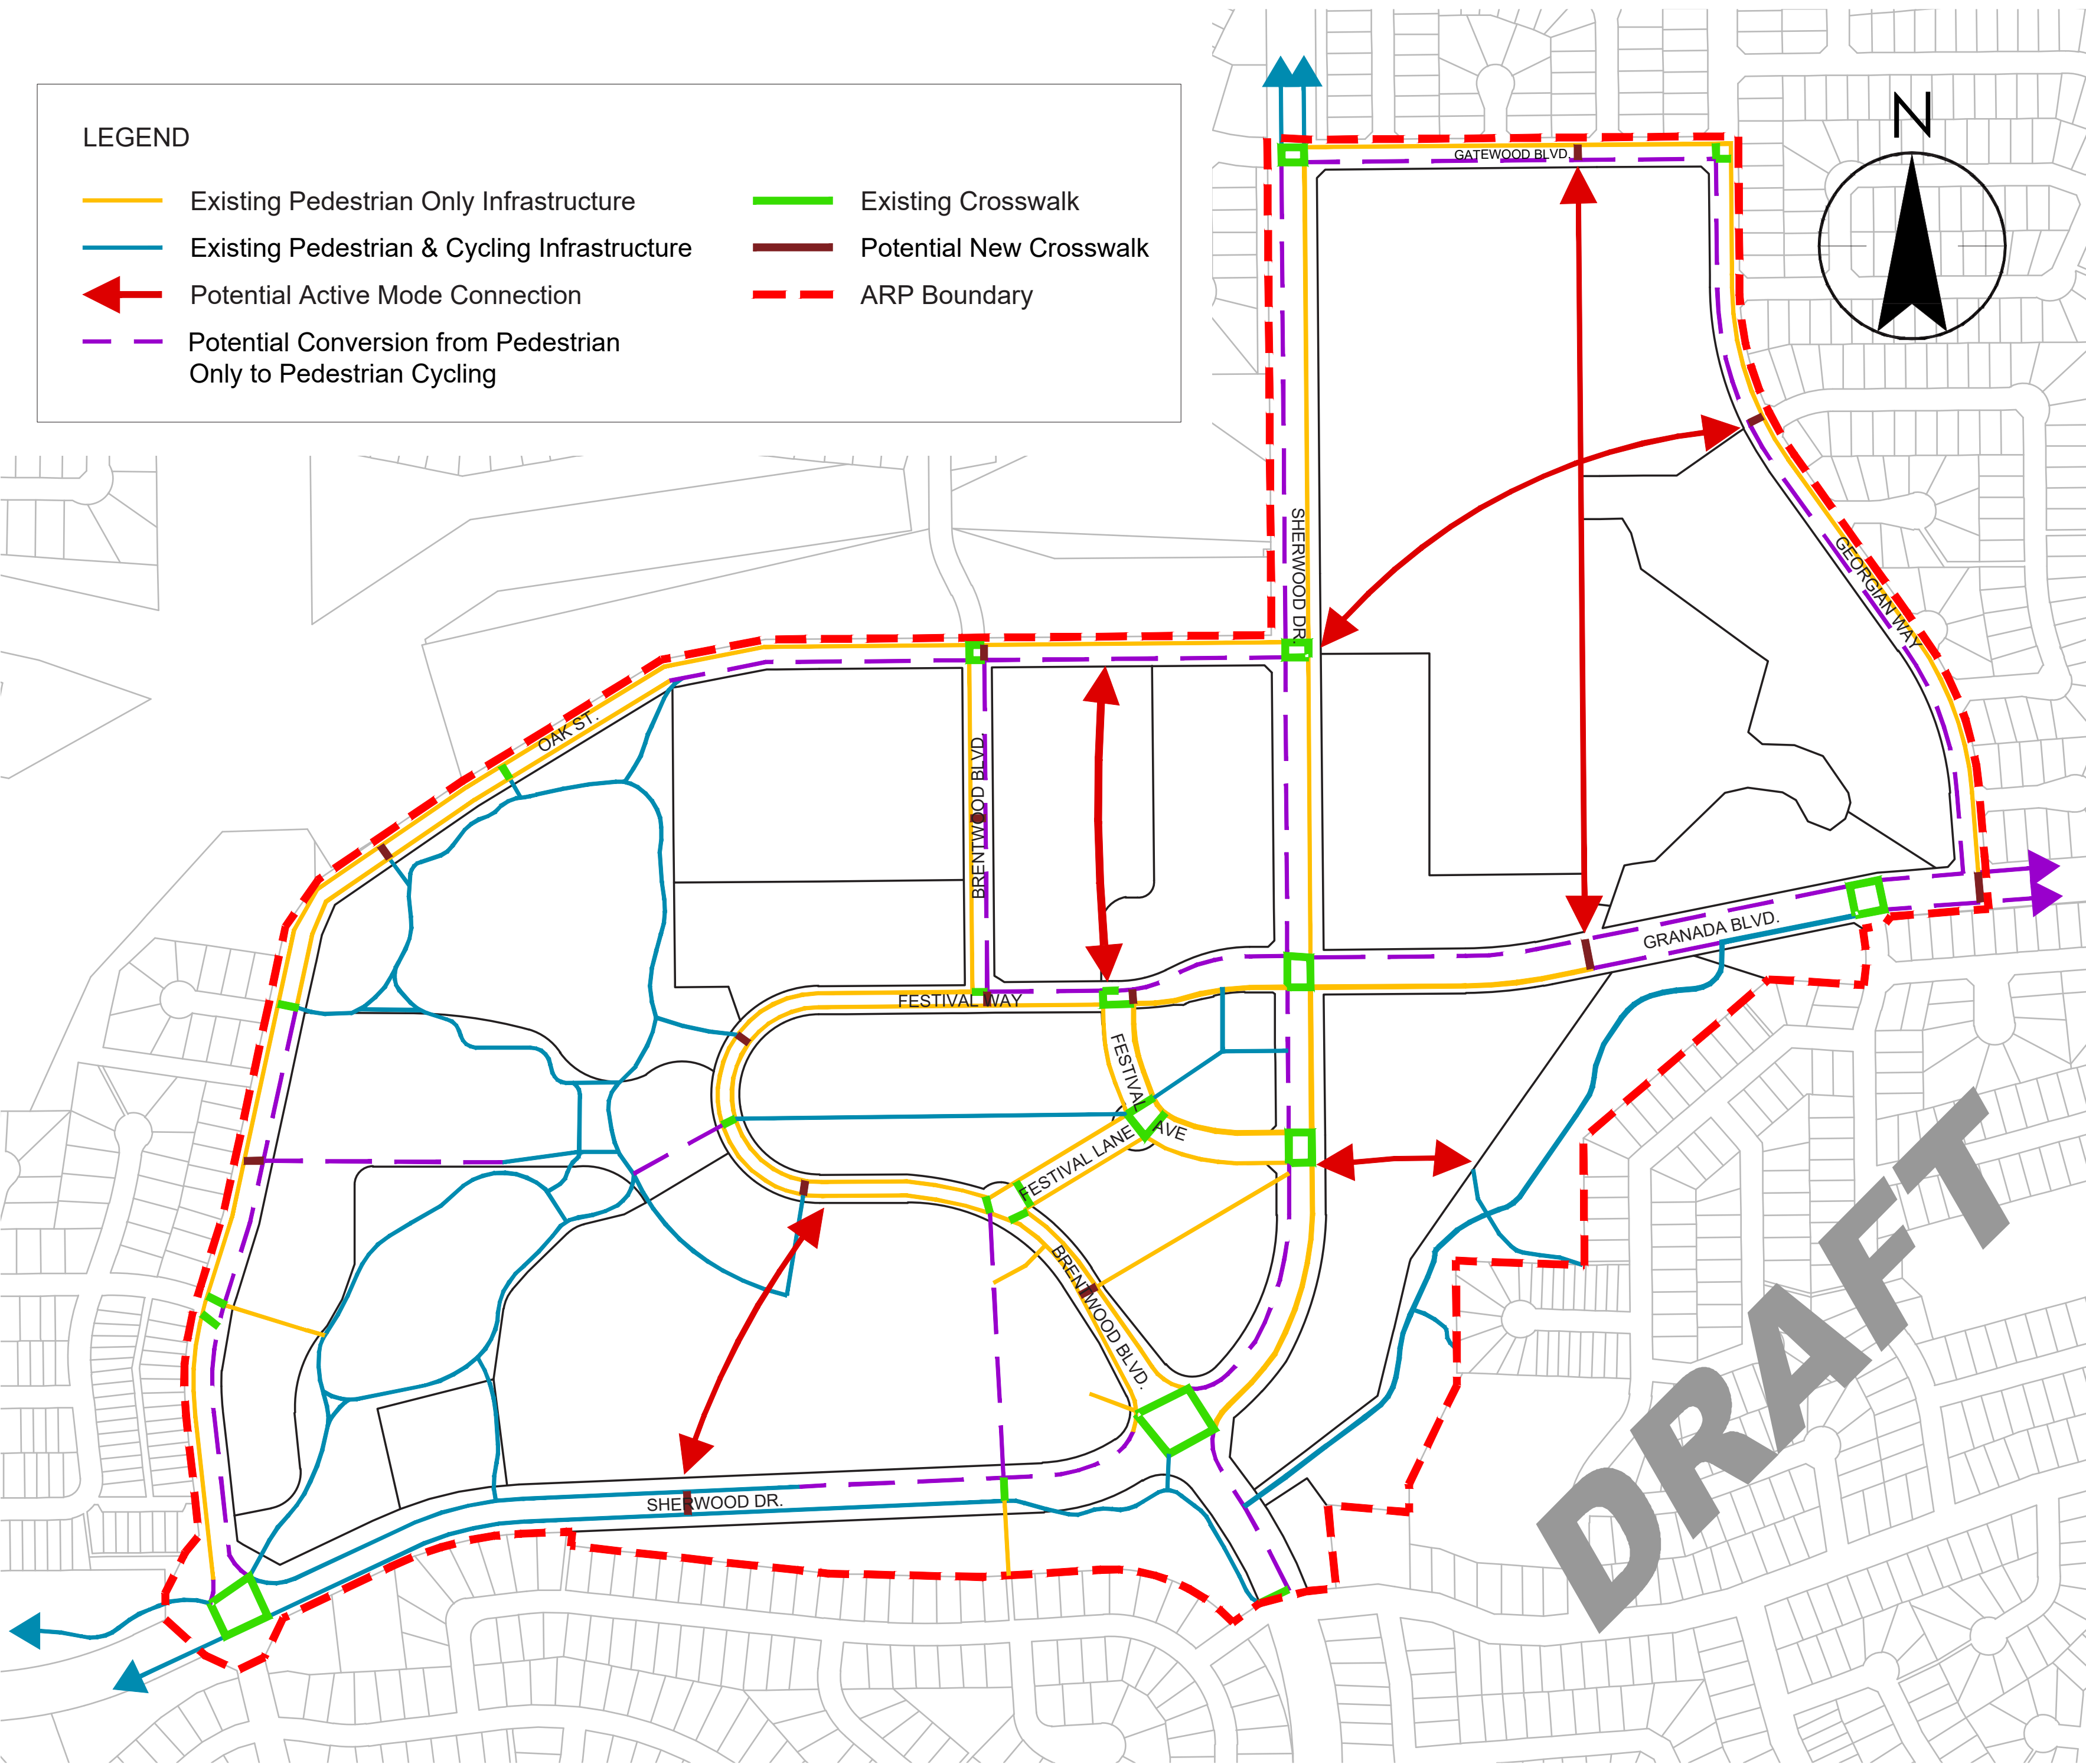 LEGEND
Existing Pedestrian Only Infrastructure
Existing Pedestrian & Cycling Infrastructure
Potential Active Mode Connection
Potential Conversion from Pedestrian
Only to Pedestrian Cycling
Existing Crosswalk
Potential New Crosswalk
ARP Boundary
N
GATEWOOD BLVD.
SHERWOOD DR.
GEORGIAN WAY
OAK ST.
BRENTWOOD BLVD.
GRANADA BLVD.
FESTIVAL WAY
FESTIVAL
AVE
FESTIVAL LANE
BRENTWOOD BLVD.
SHERWOOD DR.
DRAFT